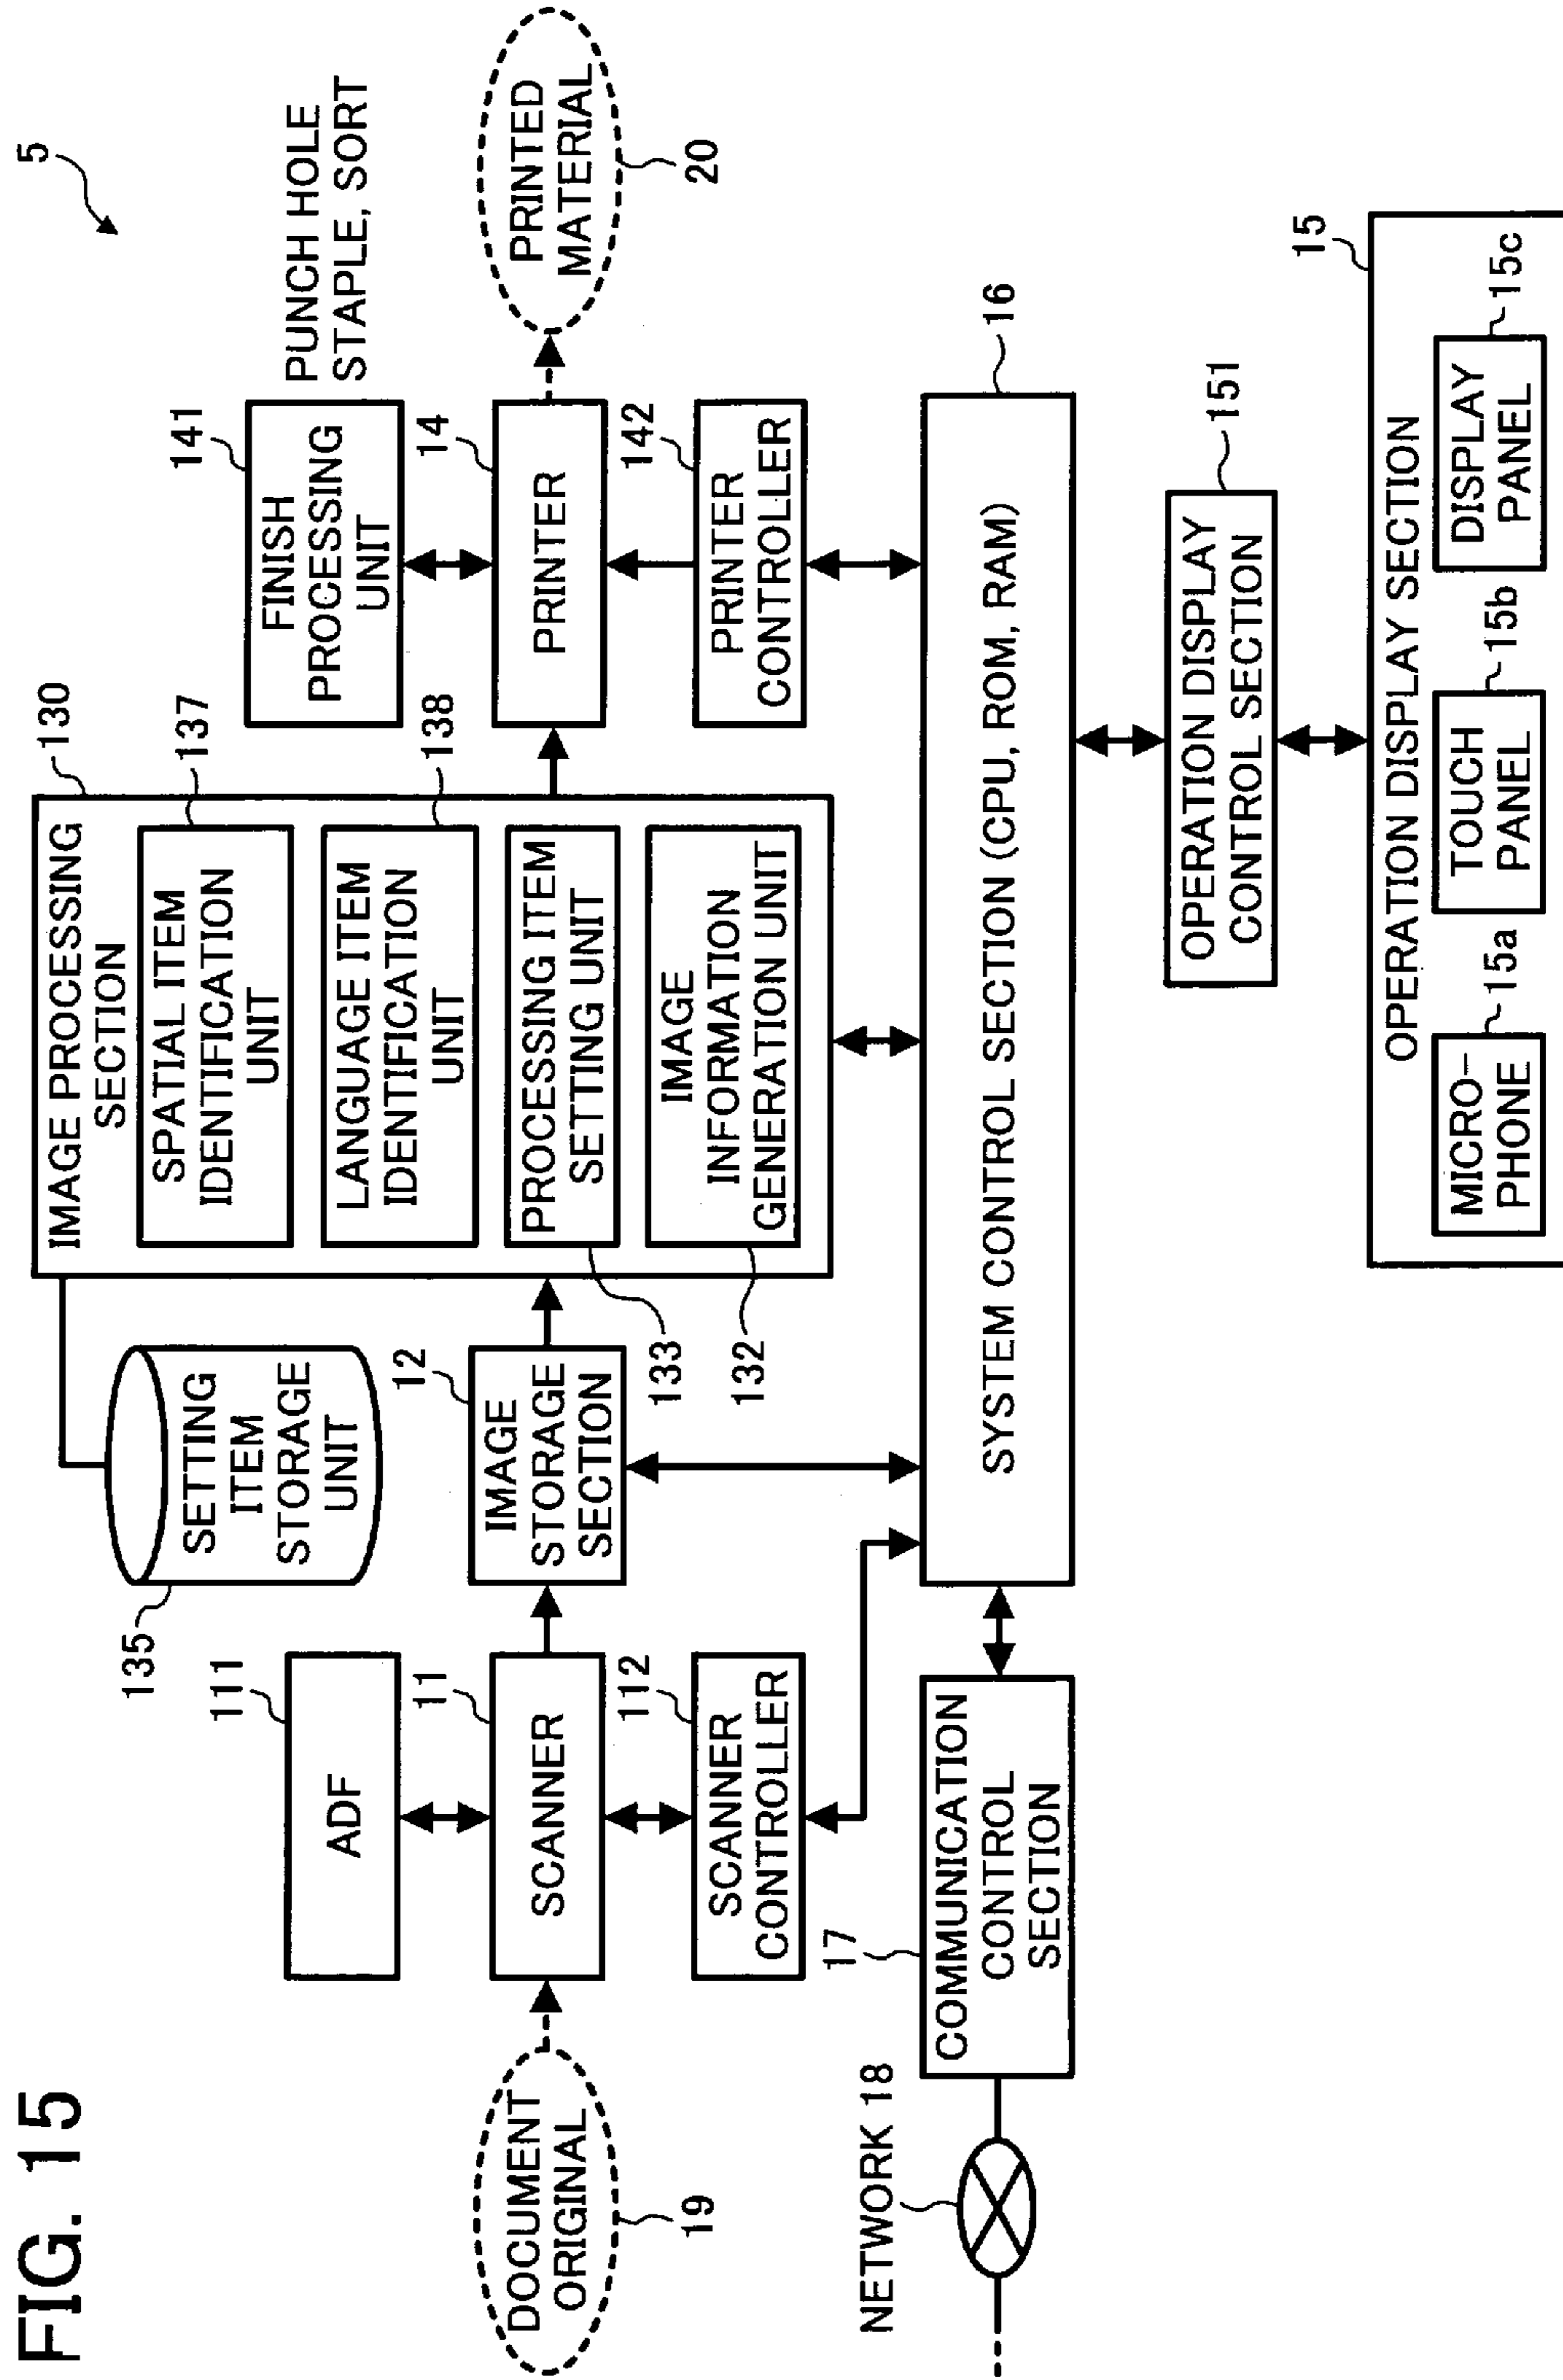 FIG. 15
5
DOCUMENT
ORIGINAL
19
ADF
111
SCANNER
11
SCANNER
CONTROLLER
112
SETTING
ITEM
STORAGE
UNIT
135
IMAGE
STORAGE
SECTION
12
IMAGE PROCESSING
SECTION
130
SPATIAL ITEM
IDENTIFICATION
UNIT
137
LANGUAGE ITEM
IDENTIFICATION
UNIT
138
PROCESSING ITEM
SETTING UNIT
133
IMAGE
INFORMATION
GENERATION UNIT
132
PUNCH HOLE
STAPLE, SORT
FINISH
PROCESSING
UNIT
141
PRINTER
14
PRINTER
CONTROLLER
142
PRINTED
MATERIAL
20
NETWORK 18
COMMUNICATION
CONTROL
SECTION
17
SYSTEM CONTROL SECTION (CPU, ROM, RAM)
16
OPERATION DISPLAY
CONTROL SECTION
151
OPERATION DISPLAY SECTION
15
MICRO-
PHONE
15a
TOUCH
PANEL
15b
DISPLAY
PANEL
15c